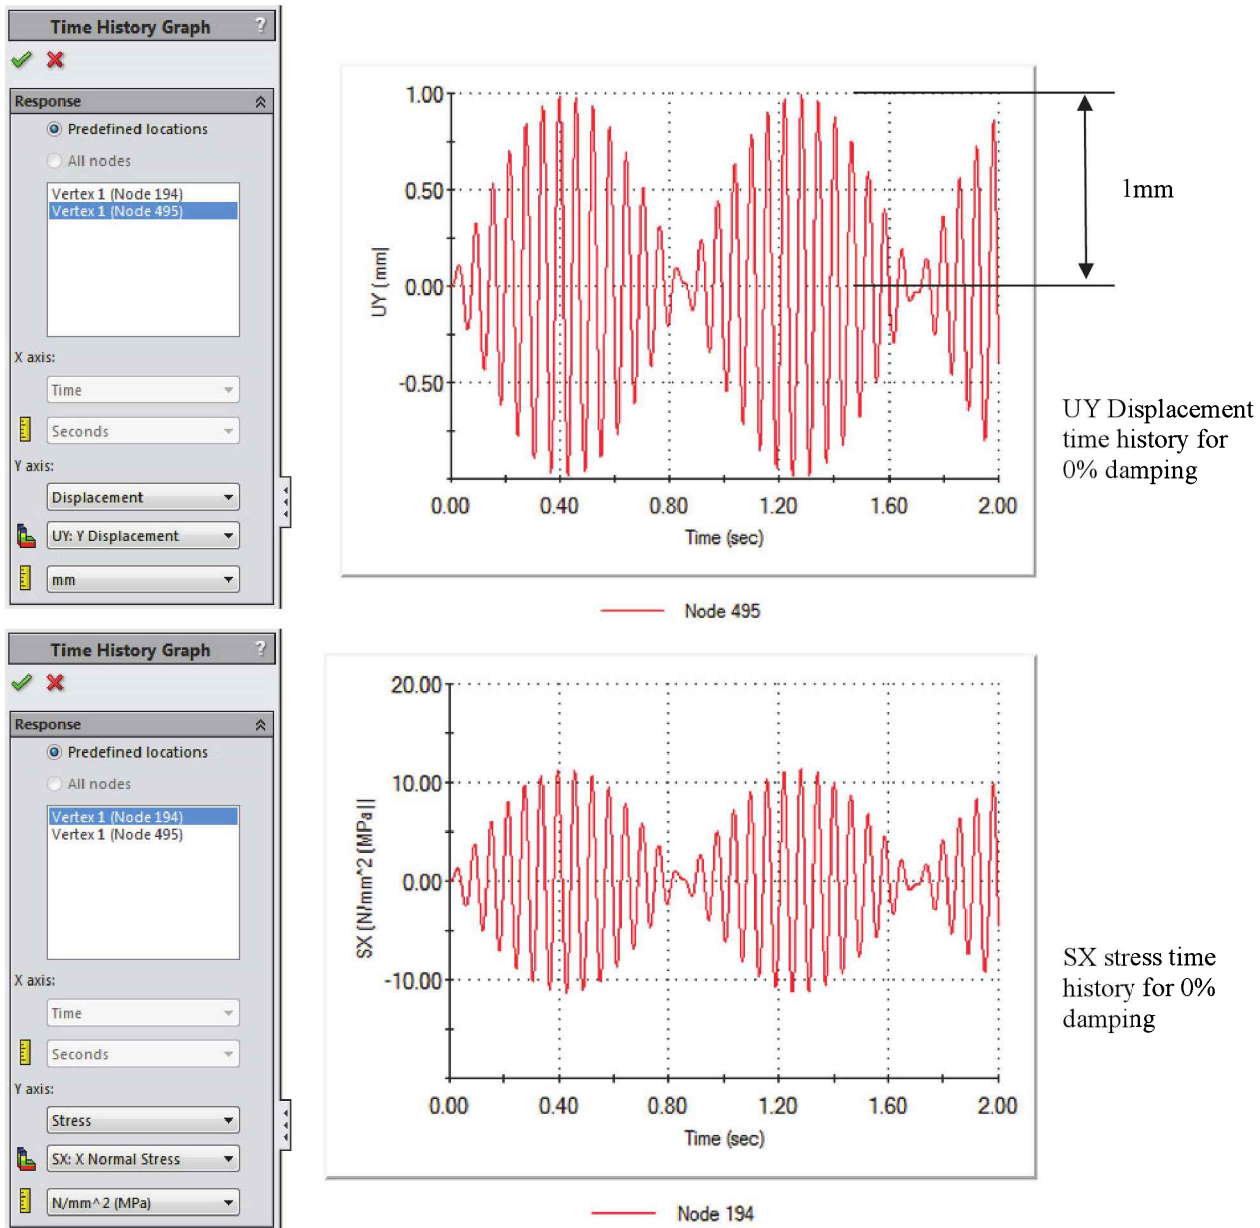 Time History Graph ?
Response
Predefined locations
All nodes
Vertex 1 (Node 194)
Vertex 1 (Node 495)
X axis:
Time
Seconds
Y axis:
Displacement
UY: Y Displacement
mm
UY (mm|
1.00
0.50
0.00
-0.50
0.00 0.40 0.80 1.20 1.60 2.00
Time (sec)
Node 495
1mm
UY Displacement
time history for
0% damping
Time History Graph ?
Response
Predefined locations
All nodes
Vertex 1 (Node 194)
Vertex 1 (Node 495)
X axis:
Time
Seconds
Y axis:
Stress
SX: X Normal Stress
N/mm^2 (MPa)
SX (N/mm^2 (MPa||
20.00
10.00
0.00
-10.00
0.00 0.40 0.80 1.20 1.60 2.00
Time (sec)
Node 194
SX stress time
history for 0%
damping